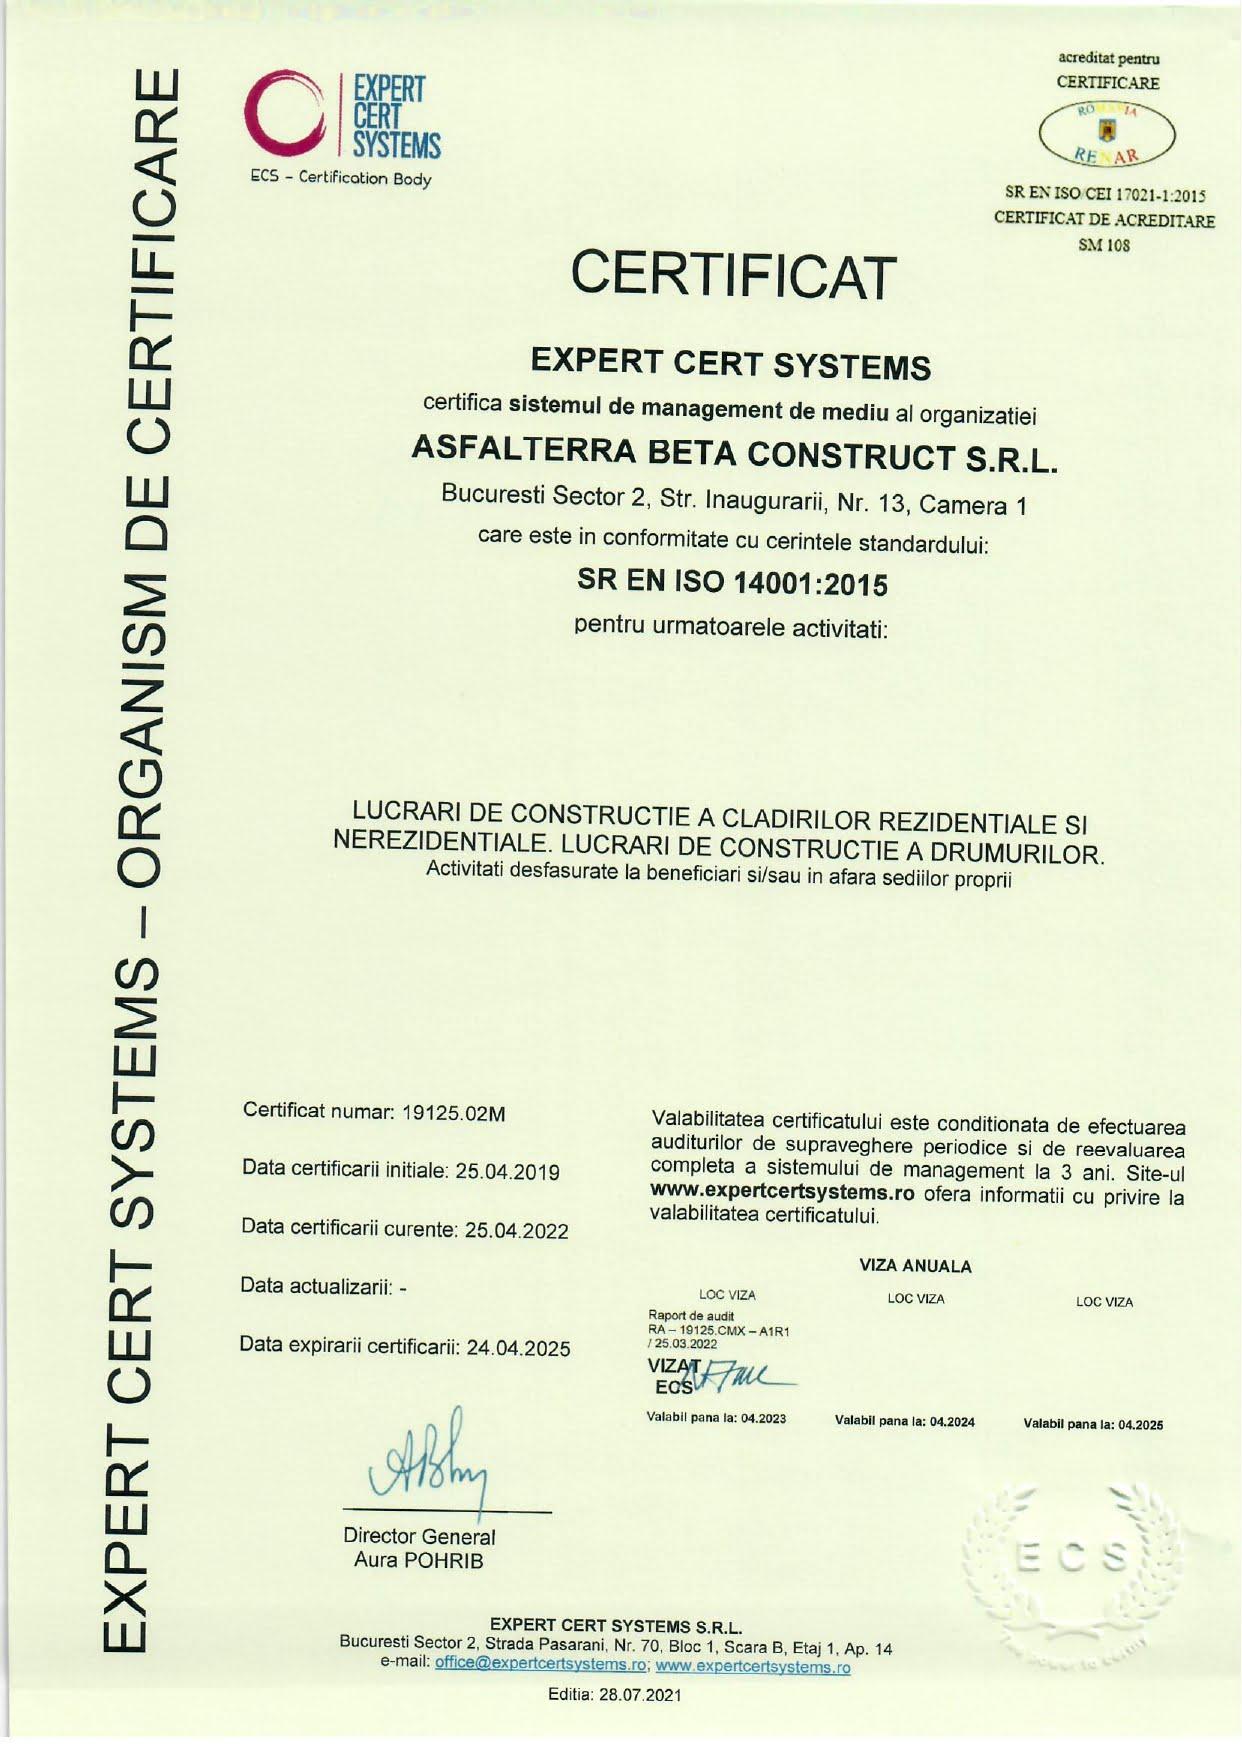 EXPERT CERT SYSTEMS – ORGANISM DE CERTIFICARE
EXPERT
CERT
SYSTEMS
ECS – Certification Body
acreditat pentru
CERTIFICARE
ROMANIA
RENAR
SR EN ISO/CEI 17021-1:2015
CERTIFICAT DE ACREDITARE
SM 108
CERTIFICAT
EXPERT CERT SYSTEMS
certifica sistemul de management de mediu al organizatiei
ASFALTERRA BETA CONSTRUCT S.R.L.
Bucuresti Sector 2, Str. Inaugurarii, Nr. 13, Camera 1
care este in conformitate cu cerintele standardului:
SR EN ISO 14001:2015
pentru urmatoarele activitati:
LUCRARI DE CONSTRUCTIE A CLADIRILOR REZIDENTIALE SI
NEREZIDENTIALE. LUCRARI DE CONSTRUCTIE A DRUMURILOR.
Activitati desfasurate la beneficiari si/sau in afara sediilor proprii
Certificat numar: 19125.02M
Data certificarii initiale: 25.04.2019
Data certificarii curente: 25.04.2022
Data actualizarii: -
Data expirarii certificarii: 24.04.2025
Valabilitatea certificatului este conditionata de efectuarea
auditurilor de supraveghere periodice si de reevaluarea
completa a sistemului de management la 3 ani. Site-ul
www.expertcertsystems.ro ofera informatii cu privire la
valabilitatea certificatului.
VIZA ANUALA
LOC VIZA LOC VIZA LOC VIZA
Raport de audit
RA – 19125.CMX – A1R1
/ 25.03.2022
VIZAT
ECS
Valabil pana la: 04.2023 Valabil pana la: 04.2024 Valabil pana la: 04.2025
Director General
Aura POHRIB
ECS
EXPERT CERT SYSTEMS S.R.L.
Bucuresti Sector 2, Strada Pasarani, Nr. 70, Bloc 1, Scara B, Etaj 1, Ap. 14
e-mail: office@expertcertsystems.ro; www.expertcertsystems.ro
Editia: 28.07.2021